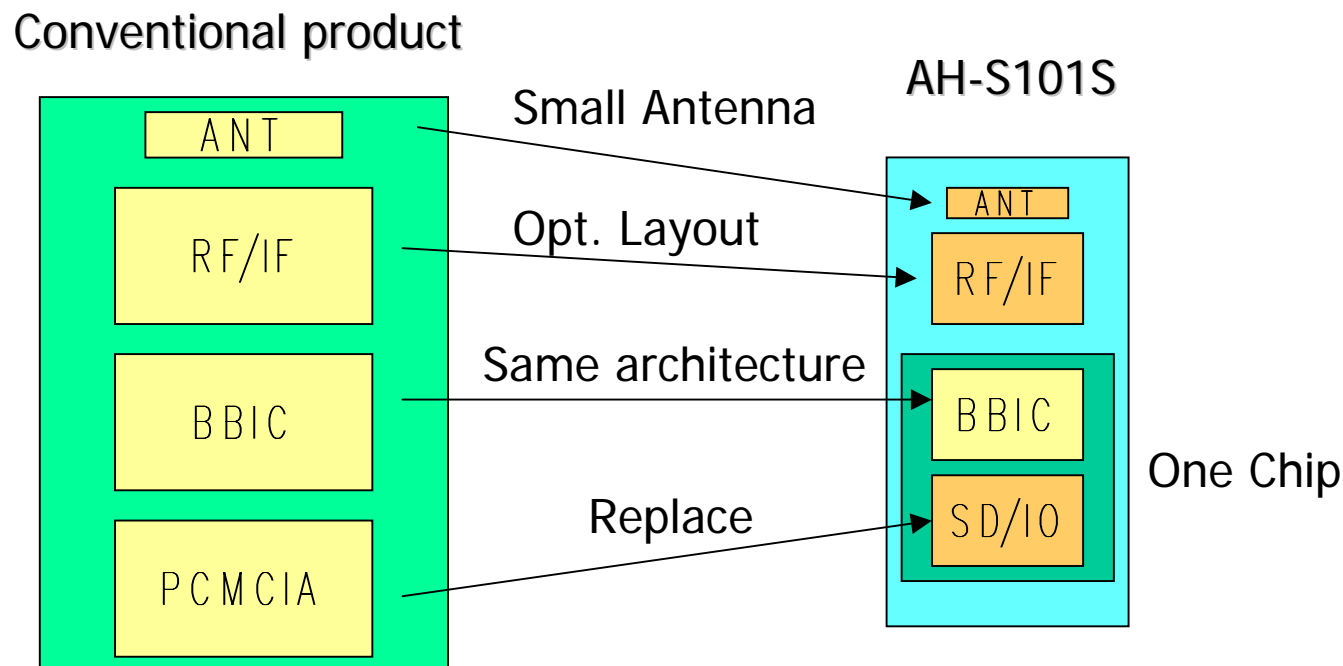 Conventional product
AH-S101S
Small Antenna
ANT
ANT
Opt. Layout
RF/IF
RF/IF
Same architecture
BBIC
BBIC
One Chip
Replace
SD/IO
PCMCIA